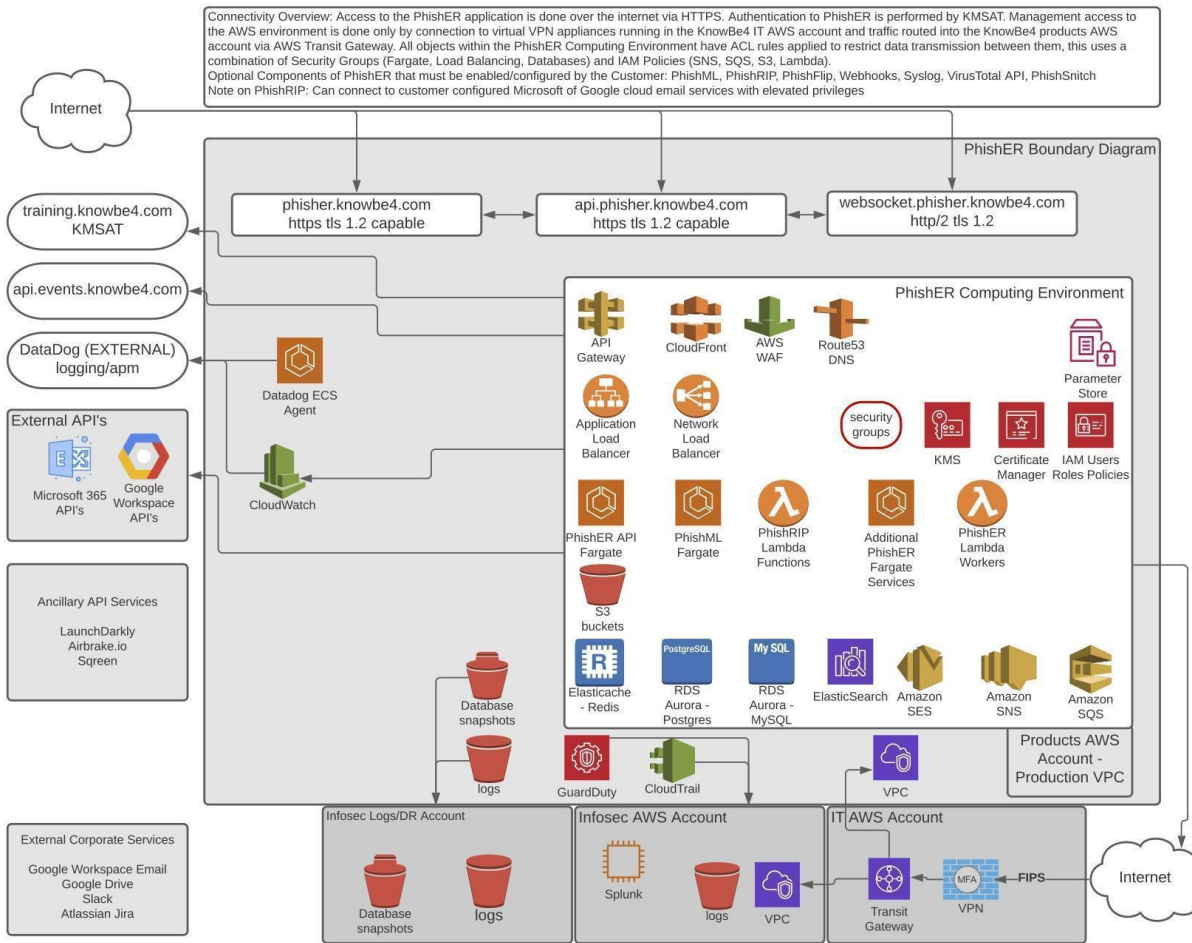 Connectivity Overview: Access to the PhishER application is done over the internet via HTTPS. Authentication to PhishER is performed by KMSAT. Management access to
the AWS environment is done only by connection to virtual VPN appliances running in the KnowBe4 IT AWS account and traffic routed into the KnowBe4 products AWS
account via AWS Transit Gateway. All objects within the PhishER Computing Environment have ACL rules applied to restrict data transmission between them, this uses a
combination of Security Groups (Fargate, Load Balancing, Databases) and IAM Policies (SNS, SQS, S3, Lambda).
Optional Components of PhishER that must be enabled/configured by the Customer: PhishML, PhishRIP, PhishFlip, Webhooks, Syslog, VirusTotal API, PhishSnitch
Note on PhishRIP: Can connect to customer configured Microsoft of Google cloud email services with elevated privileges
Internet
PhishER Boundary Diagram
phisher.knowbe4.com
https tls 1.2 capable
api.phisher.knowbe4.com
https tls 1.2 capable
websocket.phisher.knowbe4.com
http/2 tls 1.2
training.knowbe4.com
KMSAT
api.events.knowbe4.com
DataDog (EXTERNAL)
logging/apm
Datadog ECS
Agent
CloudWatch
External API's
Microsoft 365
API's
Google
Workspace
API's
Ancillary API Services
LaunchDarkly
Airbrake.io
Sqreen
External Corporate Services
Google Workspace Email
Google Drive
Slack
Atlassian Jira
PhishER Computing Environment
API
Gateway
CloudFront
AWS
WAF
Route53
DNS
Parameter
Store
Application
Load
Balancer
Network
Load
Balancer
security
groups
KMS
Certificate
Manager
IAM Users
Roles Policies
PhishER API
Fargate
PhishML
Fargate
PhishRIP
Lambda
Functions
Additional
PhishER
Fargate
Services
PhishER
Lambda
Workers
S3
buckets
R
Elasticache
- Redis
PostgreSQL
RDS
Aurora -
Postgres
My SQL
RDS
Aurora -
MySQL
ElasticSearch
Amazon
SES
Amazon
SNS
Amazon
SQS
Products AWS
Account -
Production VPC
Database
snapshots
logs
GuardDuty
CloudTrail
VPC
Infosec Logs/DR Account
Database
snapshots
logs
Infosec AWS Account
Splunk
logs
VPC
IT AWS Account
Transit
Gateway
MFA
VPN
FIPS
Internet